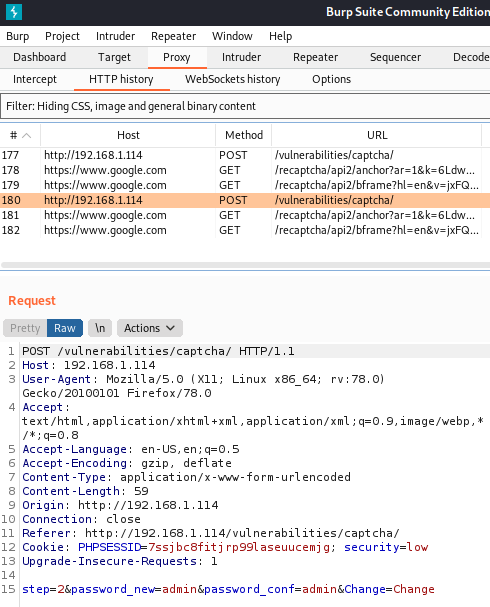 Burp Suite Community Edition
Burp Project Intruder Repeater Window Help
Dashboard Target Proxy Intruder Repeater Sequencer Decode
Intercept HTTP history WebSockets history Options
Filter: Hiding CSS, image and general binary content
# Host Method URL
177 http://192.168.1.114 POST /vulnerabilities/captcha/
178 https://www.google.com GET /recaptcha/api2/anchor?ar=1&k=6Ldw...
179 https://www.google.com GET /recaptcha/api2/bframe?hl=en&v=jxFQ...
180 http://192.168.1.114 POST /vulnerabilities/captcha/
181 https://www.google.com GET /recaptcha/api2/anchor?ar=1&k=6Ldw...
182 https://www.google.com GET /recaptcha/api2/bframe?hl=en&v=jxFQ...
Request
Pretty Raw \n Actions
1 POST /vulnerabilities/captcha/ HTTP/1.1
2 Host: 192.168.1.114
3 User-Agent: Mozilla/5.0 (X11; Linux x86_64; rv:78.0)
Gecko/20100101 Firefox/78.0
4 Accept:
text/html,application/xhtml+xml,application/xml;q=0.9,image/webp,*
/*;q=0.8
5 Accept-Language: en-US,en;q=0.5
6 Accept-Encoding: gzip, deflate
7 Content-Type: application/x-www-form-urlencoded
8 Content-Length: 59
9 Origin: http://192.168.1.114
10 Connection: close
11 Referer: http://192.168.1.114/vulnerabilities/captcha/
12 Cookie: PHPSESSID=7ssjbc8fitjrp99laseuucemjg; security=low
13 Upgrade-Insecure-Requests: 1
14
15 step=2&password_new=admin&password_conf=admin&Change=Change